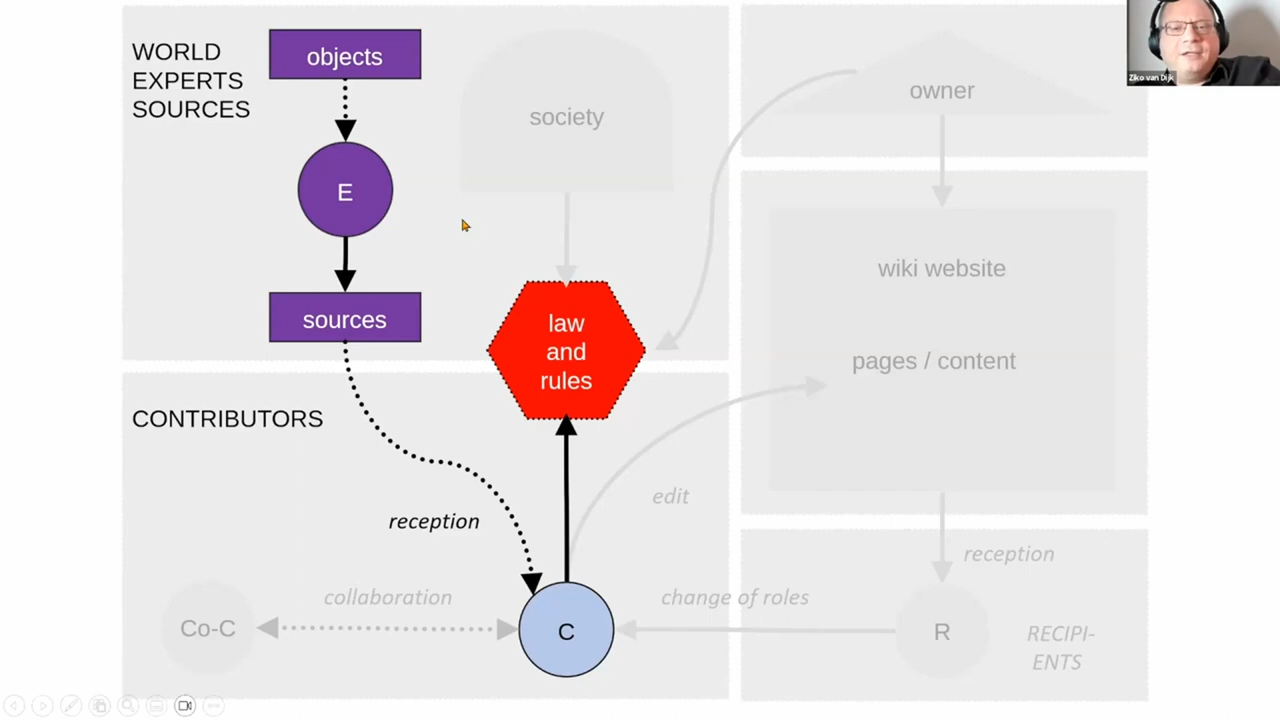 WORLD
EXPERTS
SOURCES
objects
E
sources
society
law
and
rules
owner
wiki website
pages / content
Ziko van Dijk
CONTRIBUTORS
reception
edit
collaboration
Co-C
C
change of roles
reception
R
RECIPI-
ENTS